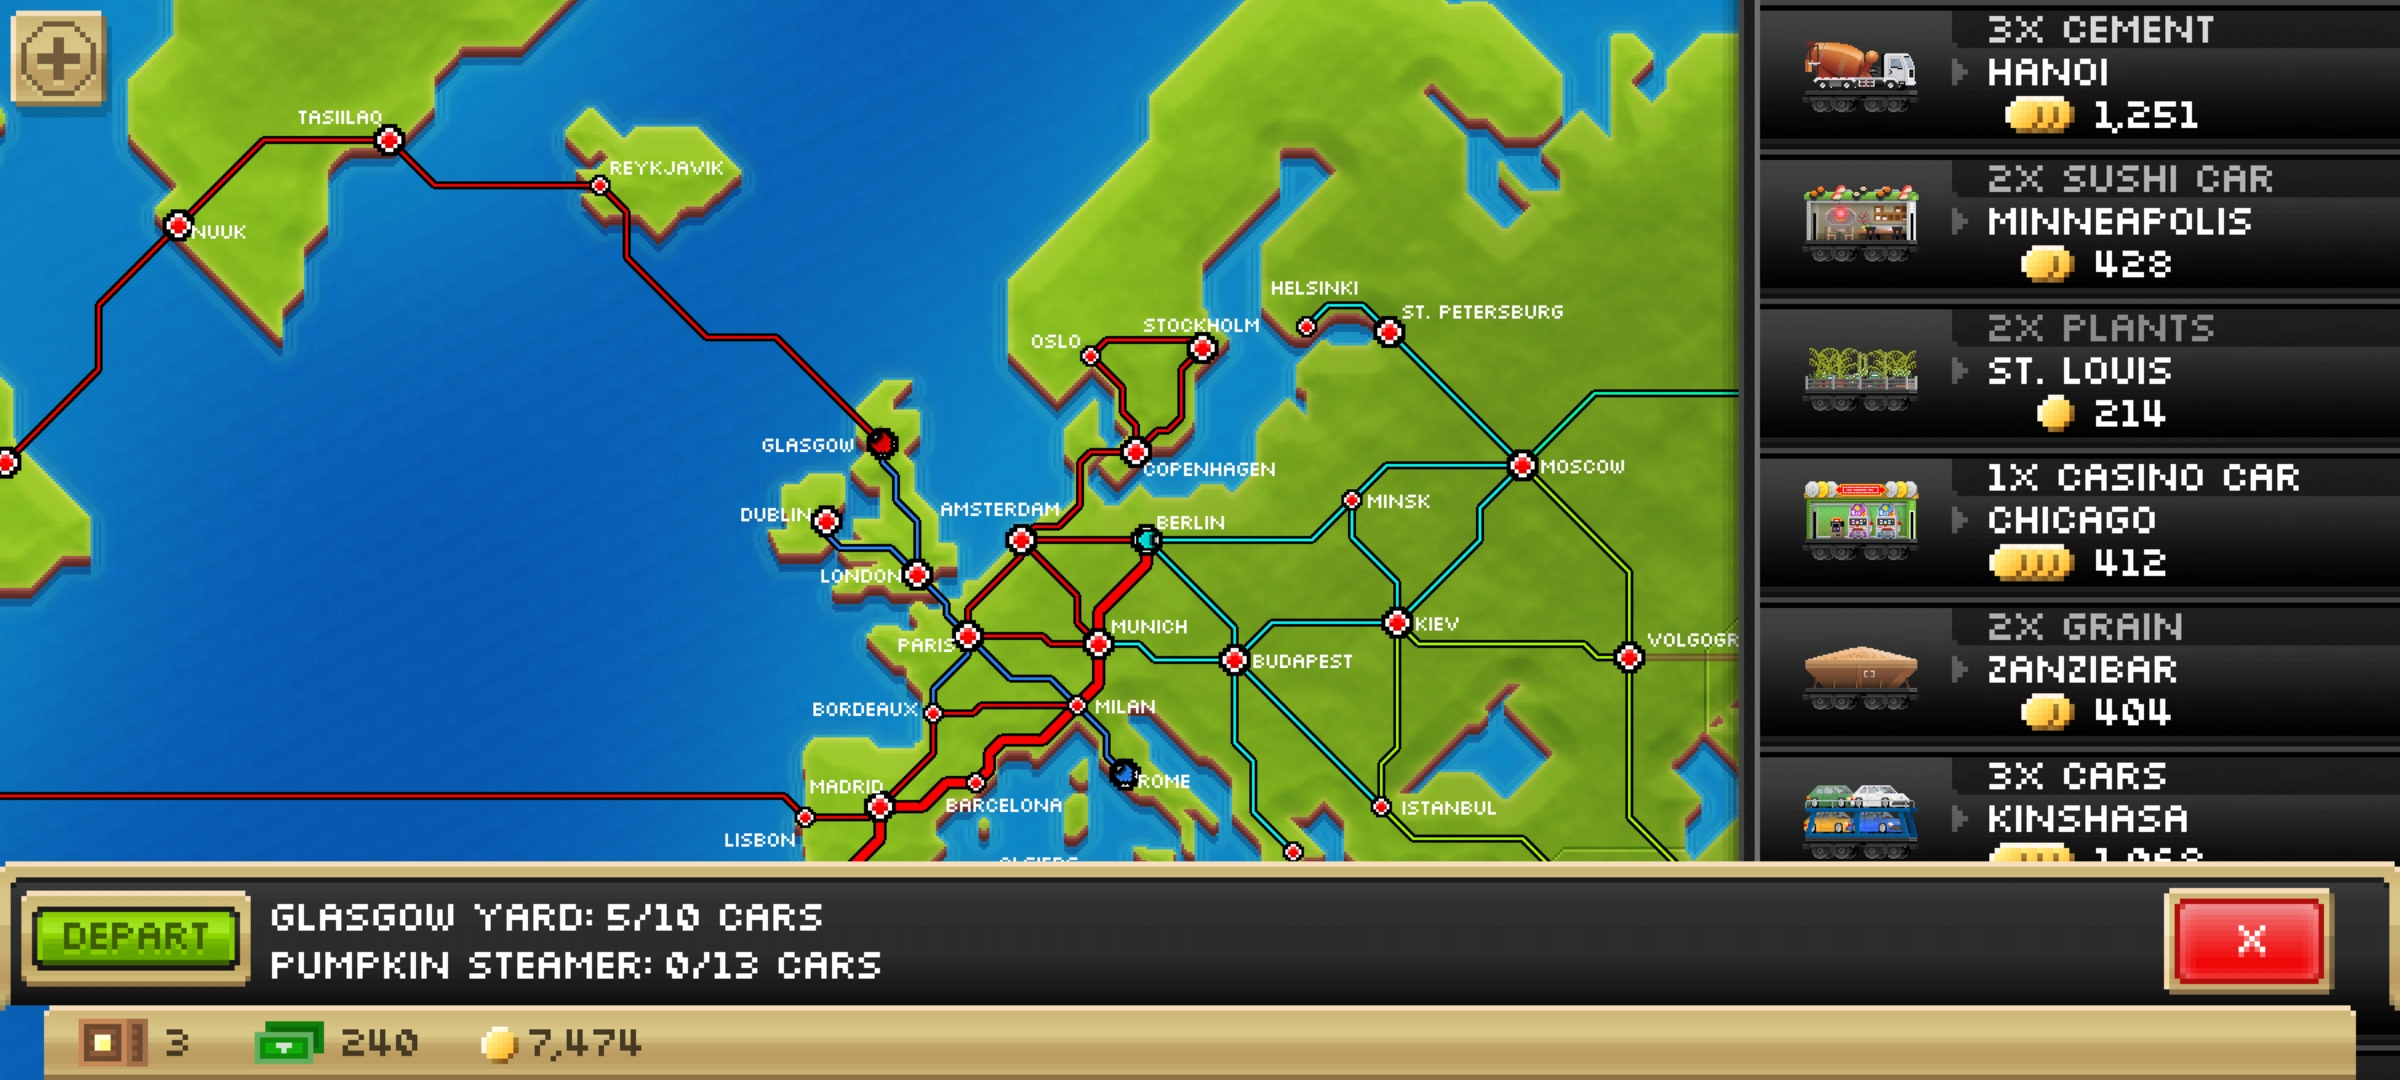 TASIILAQ
REYKJAVIK
NUUK
HELSINKI
ST. PETERSBURG
STOCKHOLM
OSLO
GLASGOW
COPENHAGEN
MOSCOW
MINSK
AMSTERDAM
DUBLIN
BERLIN
LONDON
MUNICH
KIEV
PARIS
VOLGOGR
BUDAPEST
BORDEAUX
MILAN
MADRID
ROME
BARCELONA
ISTANBUL
LISBON
3X CEMENT
HANOI
1,251
2X SUSHI CAR
MINNEAPOLIS
428
2X PLANTS
ST. LOUIS
214
1X CASINO CAR
CHICAGO
412
2X GRAIN
ZANZIBAR
404
3X CARS
KINSHASA
DEPART
GLASGOW YARD: 5/10 CARS
PUMPKIN STEAMER: 0/13 CARS
X
3
240
7,474